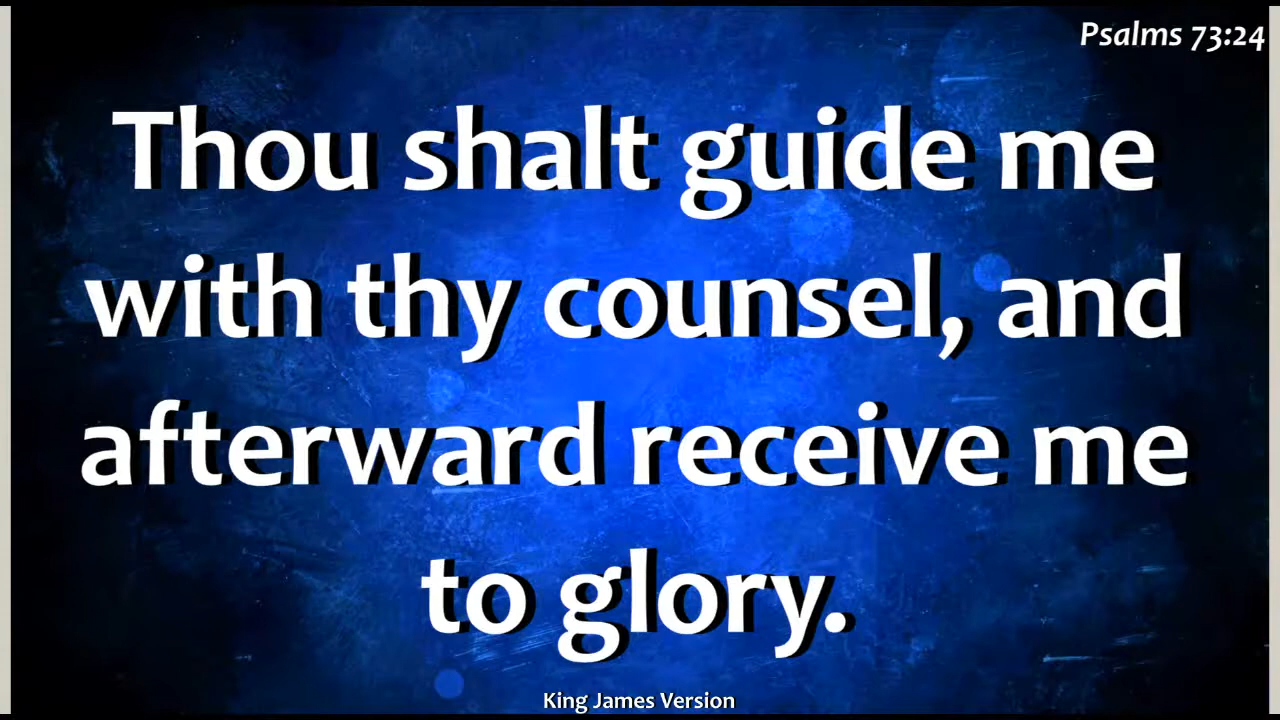 Psalms 73:24
Thou shalt guide me
with thy counsel, and
afterward receive me
to glory.
King James Version